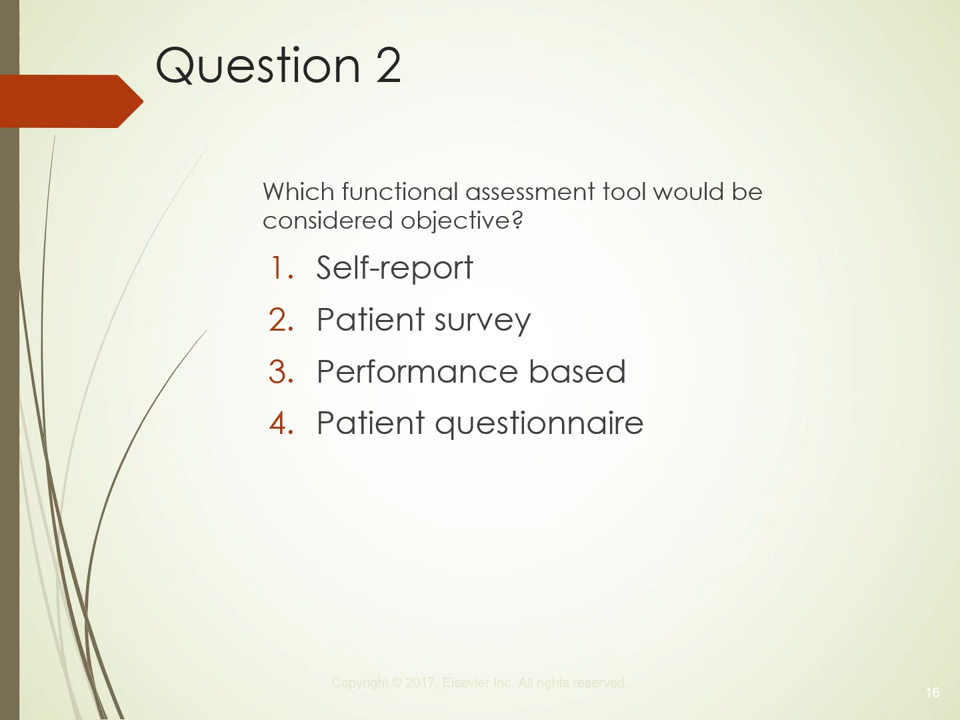 Question 2
Which functional assessment tool would be
considered objective?
1. Self-report
2. Patient survey
3. Performance based
4. Patient questionnaire
Copyright © 2017, Elsevier Inc. All rights reserved.
16